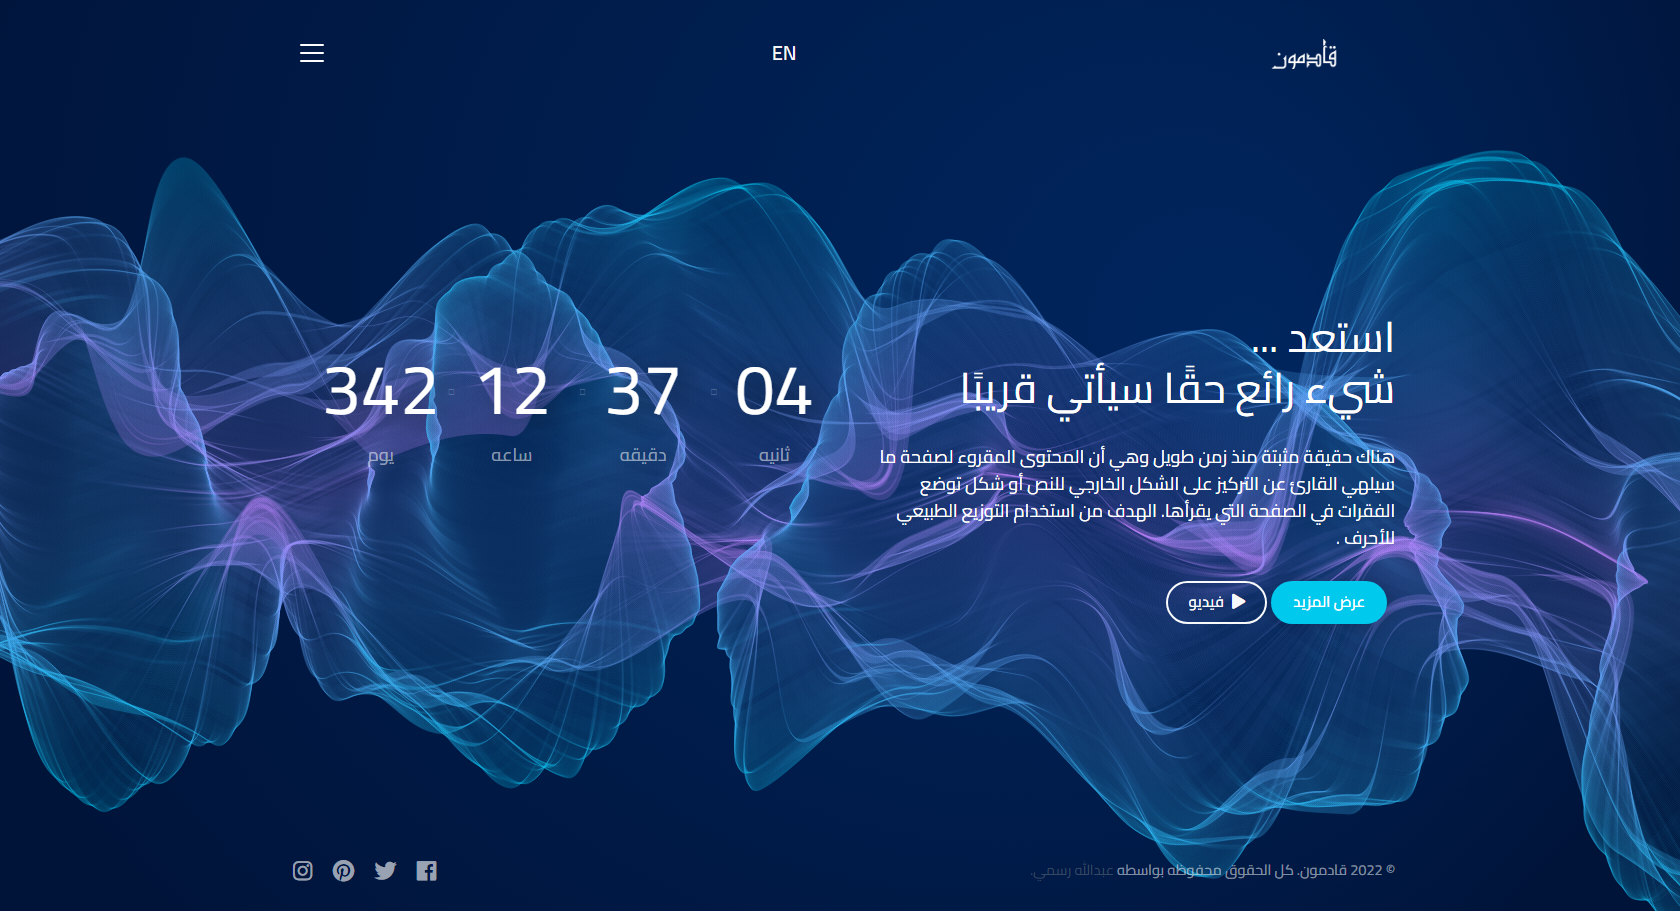 قادمون
EN
استعد ...
شيء رائع حقًا سيأتي قريبًا
هناك حقيقة مثبتة منذ زمن طويل وهي أن المحتوى المقروء لصفحة ما
سيلهي القارئ عن التركيز على الشكل الخارجي للنص أو شكل توضع
الفقرات في الصفحة التي يقرأها. الهدف من استخدام التوزيع الطبيعي
للأحرف .
عرض المزيد
فيديو
04
ثانيه
37
دقيقه
12
ساعه
342
يوم
© 2022 قادمون. كل الحقوق محفوظه بواسطه عبدالله رسمي.